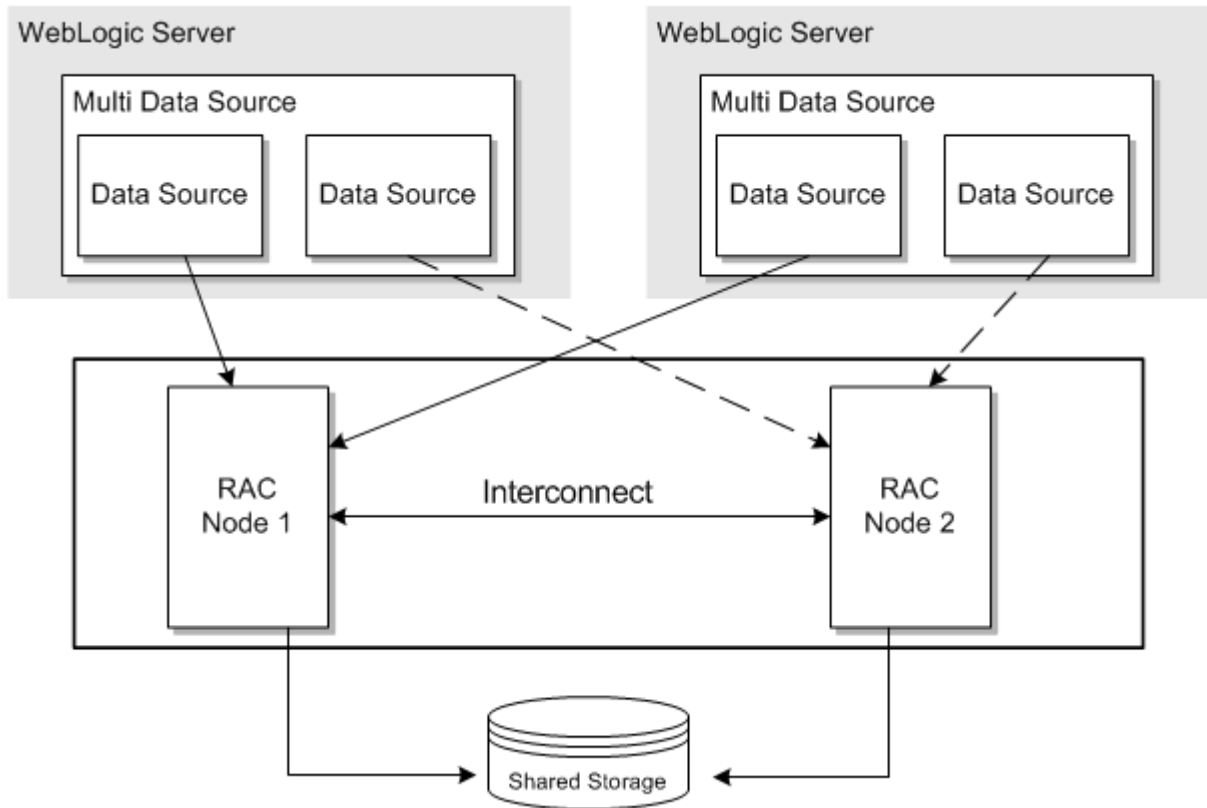 WebLogic Server
WebLogic Server
Multi Data Source
Multi Data Source
Data Source
Data Source
Data Source
Data Source
RAC
Node 1
Interconnect
RAC
Node 2
Shared Storage